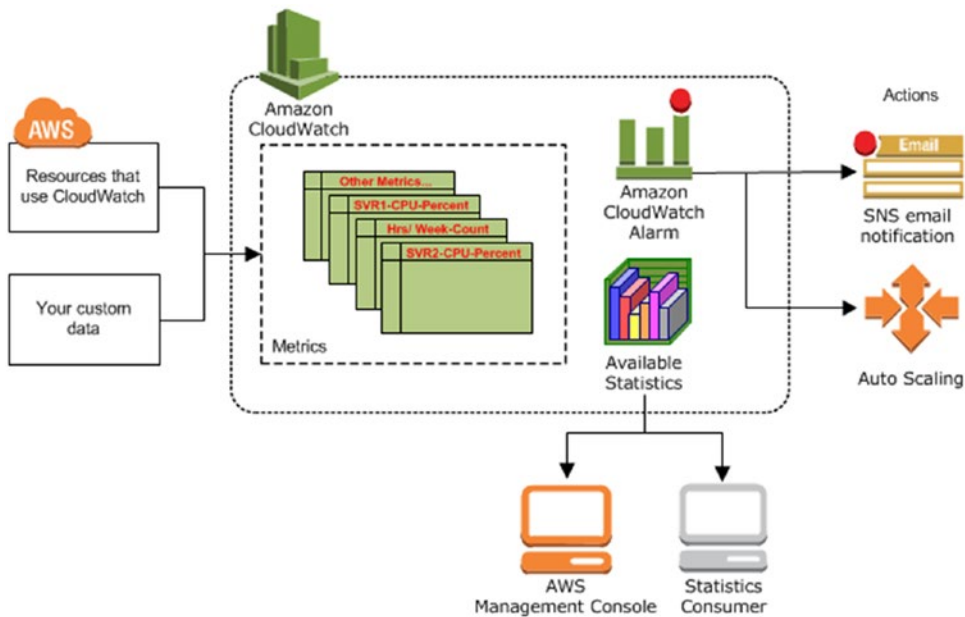 Amazon
CloudWatch
AWS
Resources that
use CloudWatch
Your custom
data
Other Metrics...
SVR1-CPU-Percent
Hrs/ Week-Count
SVR2-CPU-Percent
Metrics
Amazon
CloudWatch
Alarm
Available
Statistics
Actions
Email
SNS email
notification
Auto Scaling
AWS
Management Console
Statistics
Consumer